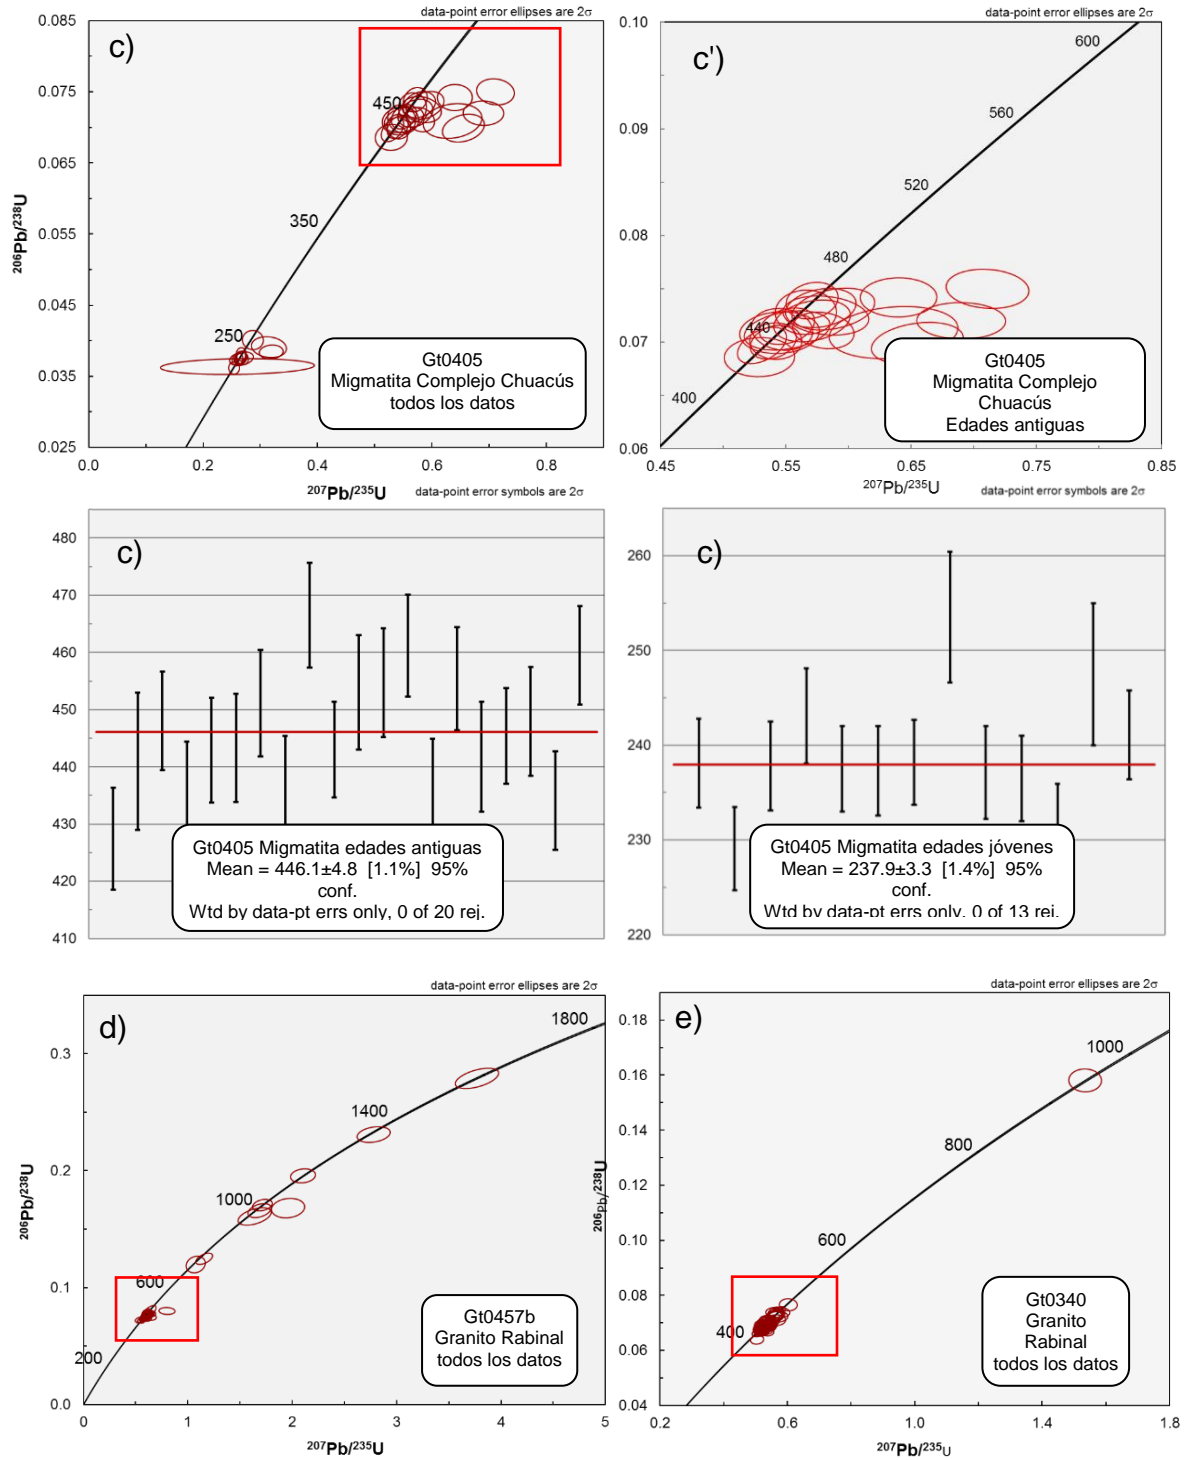 data-point error ellipses are 2σ
c)
0.085
0.075
0.065
0.055
0.045
0.035
0.025
450
350
250
206Pb/238U
Gt0405
Migmatita Complejo Chuacús
todos los datos
0.0
0.2
0.4
0.6
0.8
207Pb/235U
data-point error ellipses are 2σ
c')
0.10
0.09
0.08
0.07
0.06
600
560
520
480
440
400
Gt0405
Migmatita Complejo
Chuacús
Edades antiguas
0.45
0.55
0.65
0.75
0.85
207Pb/235U
data-point error symbols are 2σ
c)
480
470
460
450
440
430
420
410
Gt0405 Migmatita edades antiguas
Mean = 446.1±4.8 [1.1%] 95%
conf.
Wtd by data-pt errs only, 0 of 20 rej.
data-point error symbols are 2σ
c)
260
250
240
230
220
Gt0405 Migmatita edades jóvenes
Mean = 237.9±3.3 [1.4%] 95%
conf.
Wtd by data-pt errs only, 0 of 13 rej.
data-point error ellipses are 2σ
d)
0.3
0.2
0.1
0.0
1800
1400
1000
600
200
206Pb/238U
Gt0457b
Granito Rabinal
todos los datos
0
1
2
3
4
5
207Pb/235U
data-point error ellipses are 2σ
e)
0.18
0.16
0.14
0.12
0.10
0.08
0.06
0.04
1000
800
600
400
206Pb/238U
Gt0340
Granito
Rabinal
todos los datos
0.2
0.6
1.0
1.4
1.8
207Pb/235U